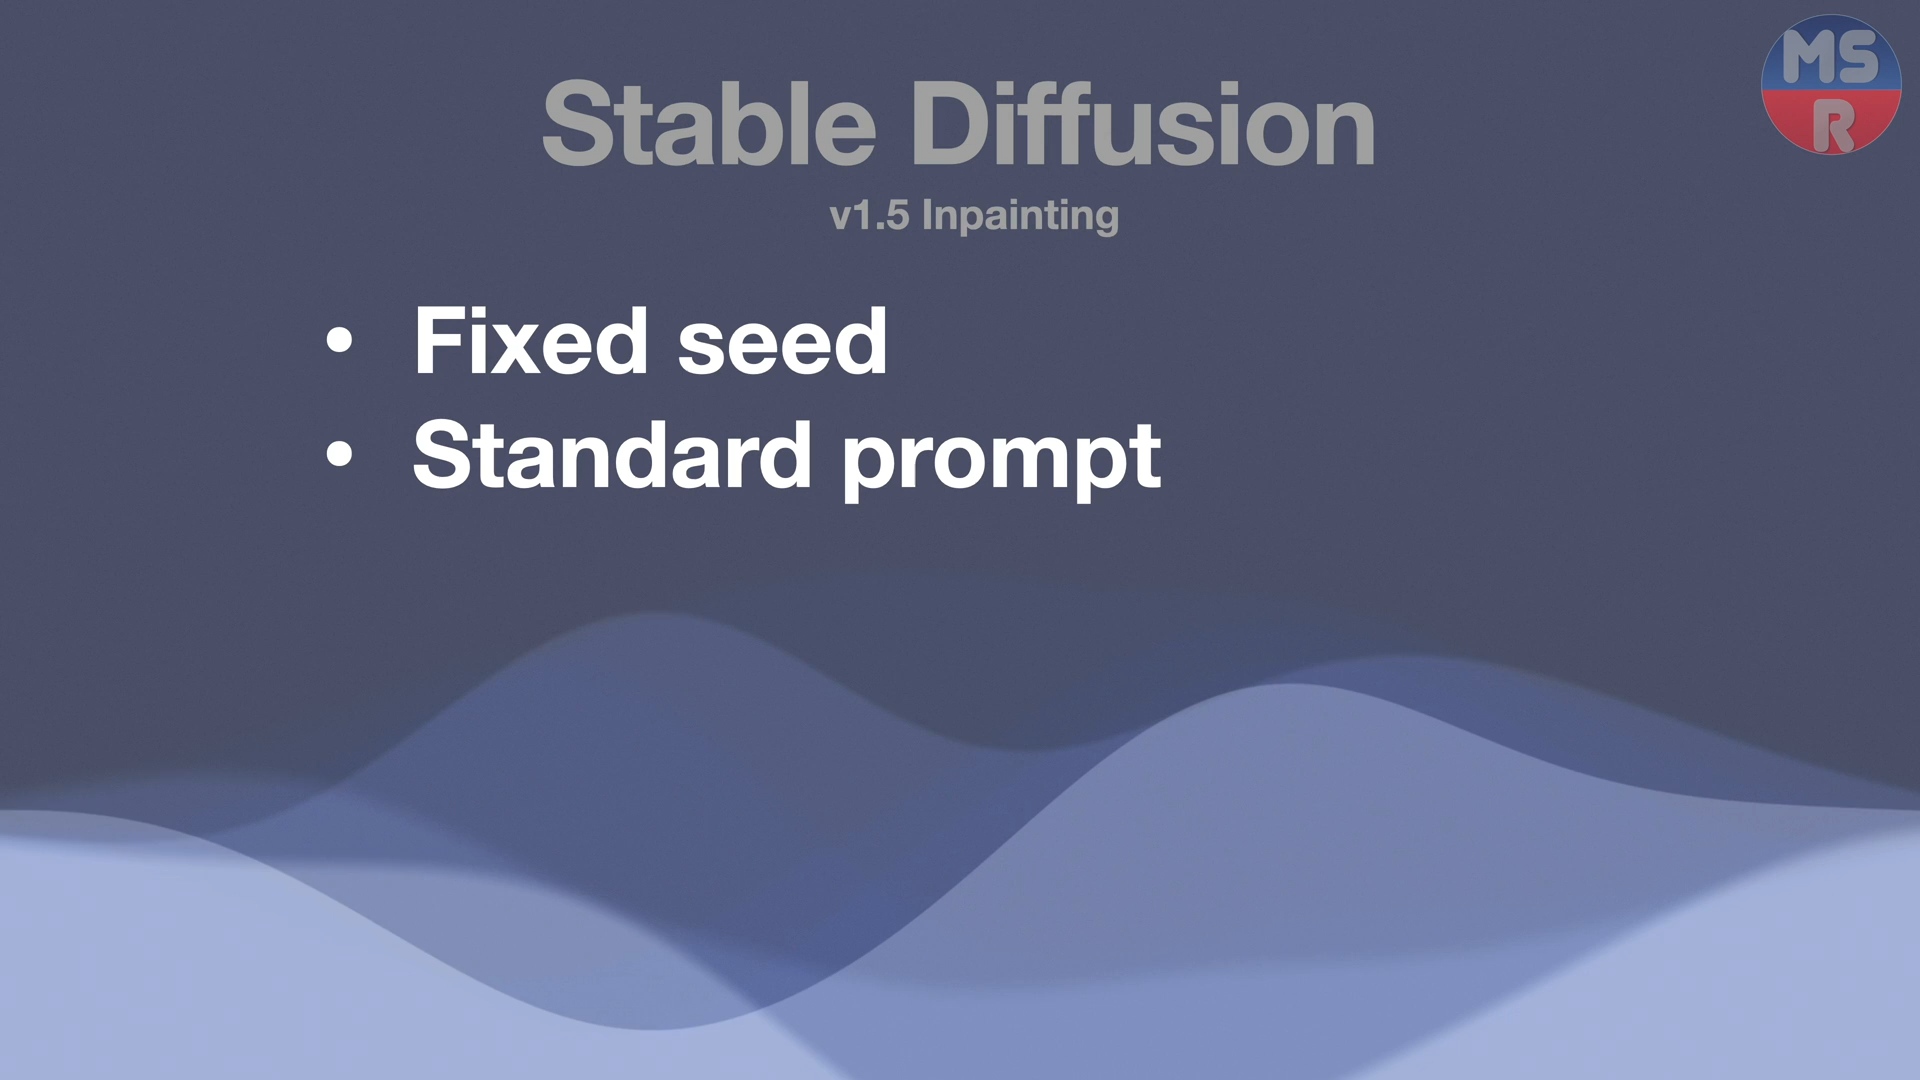 Stable Diffusion
v1.5 Inpainting
• Fixed seed
• Standard prompt
MS
R